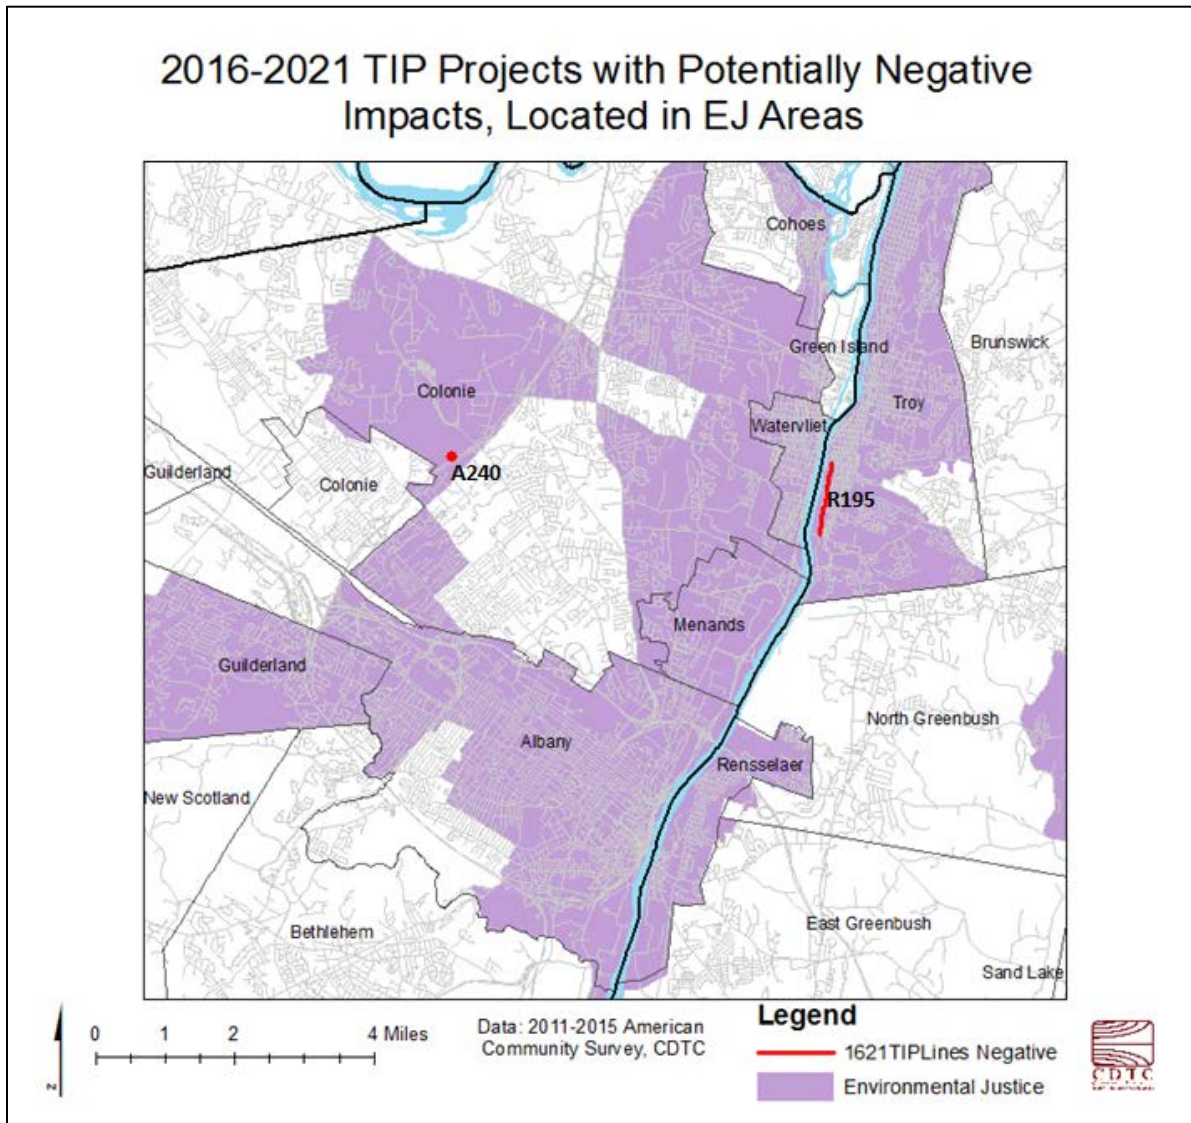 2016-2021 TIP Projects with Potentially Negative
Impacts, Located in EJ Areas
Cohoes
Green Island
Brunswick
Colonie
Troy
Watervliet
Guilderland
A240
Colonie
R195
Menands
Guilderland
North Greenbush
Albany
Rensselaer
New Scotland
Bethlehem
East Greenbush
Sand Lake
z
0 1 2 4 Miles
Data: 2011-2015 American
Community Survey, CDTC
Legend
1621TIPLines Negative
Environmental Justice
CDTC